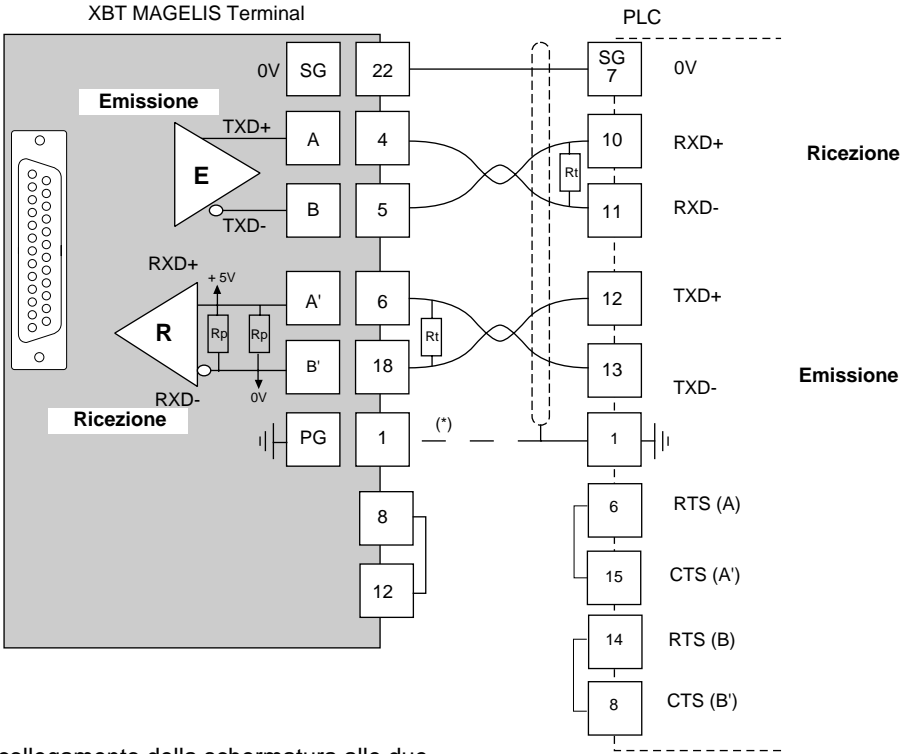 XBT MAGELIS Terminal
PLC
0V SG 22 SG 7 0V
Emissione
TXD+ A 4 10 RXD+
E Rt Ricezione
TXD- B 5 11 RXD-
RXD+
+ 5V A' 6 12 TXD+
R Rp Rp Rt
B' 18 13 TXD-
RXD- 0V Emissione
Ricezione
PG 1 (*) 1
8 6 RTS (A)
12 15 CTS (A')
14 RTS (B)
8 CTS (B')